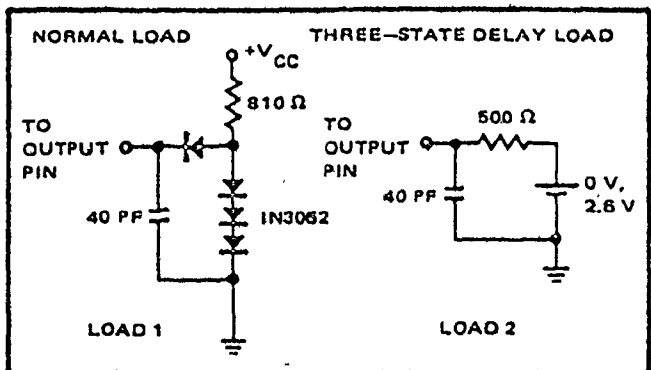 NORMAL LOAD
+VCC
810 Ω
TO
OUTPUT
PIN
40 PF
1N3062
LOAD 1
THREE-STATE DELAY LOAD
500 Ω
TO
OUTPUT
PIN
40 PF
0 V,
2.6 V
LOAD 2